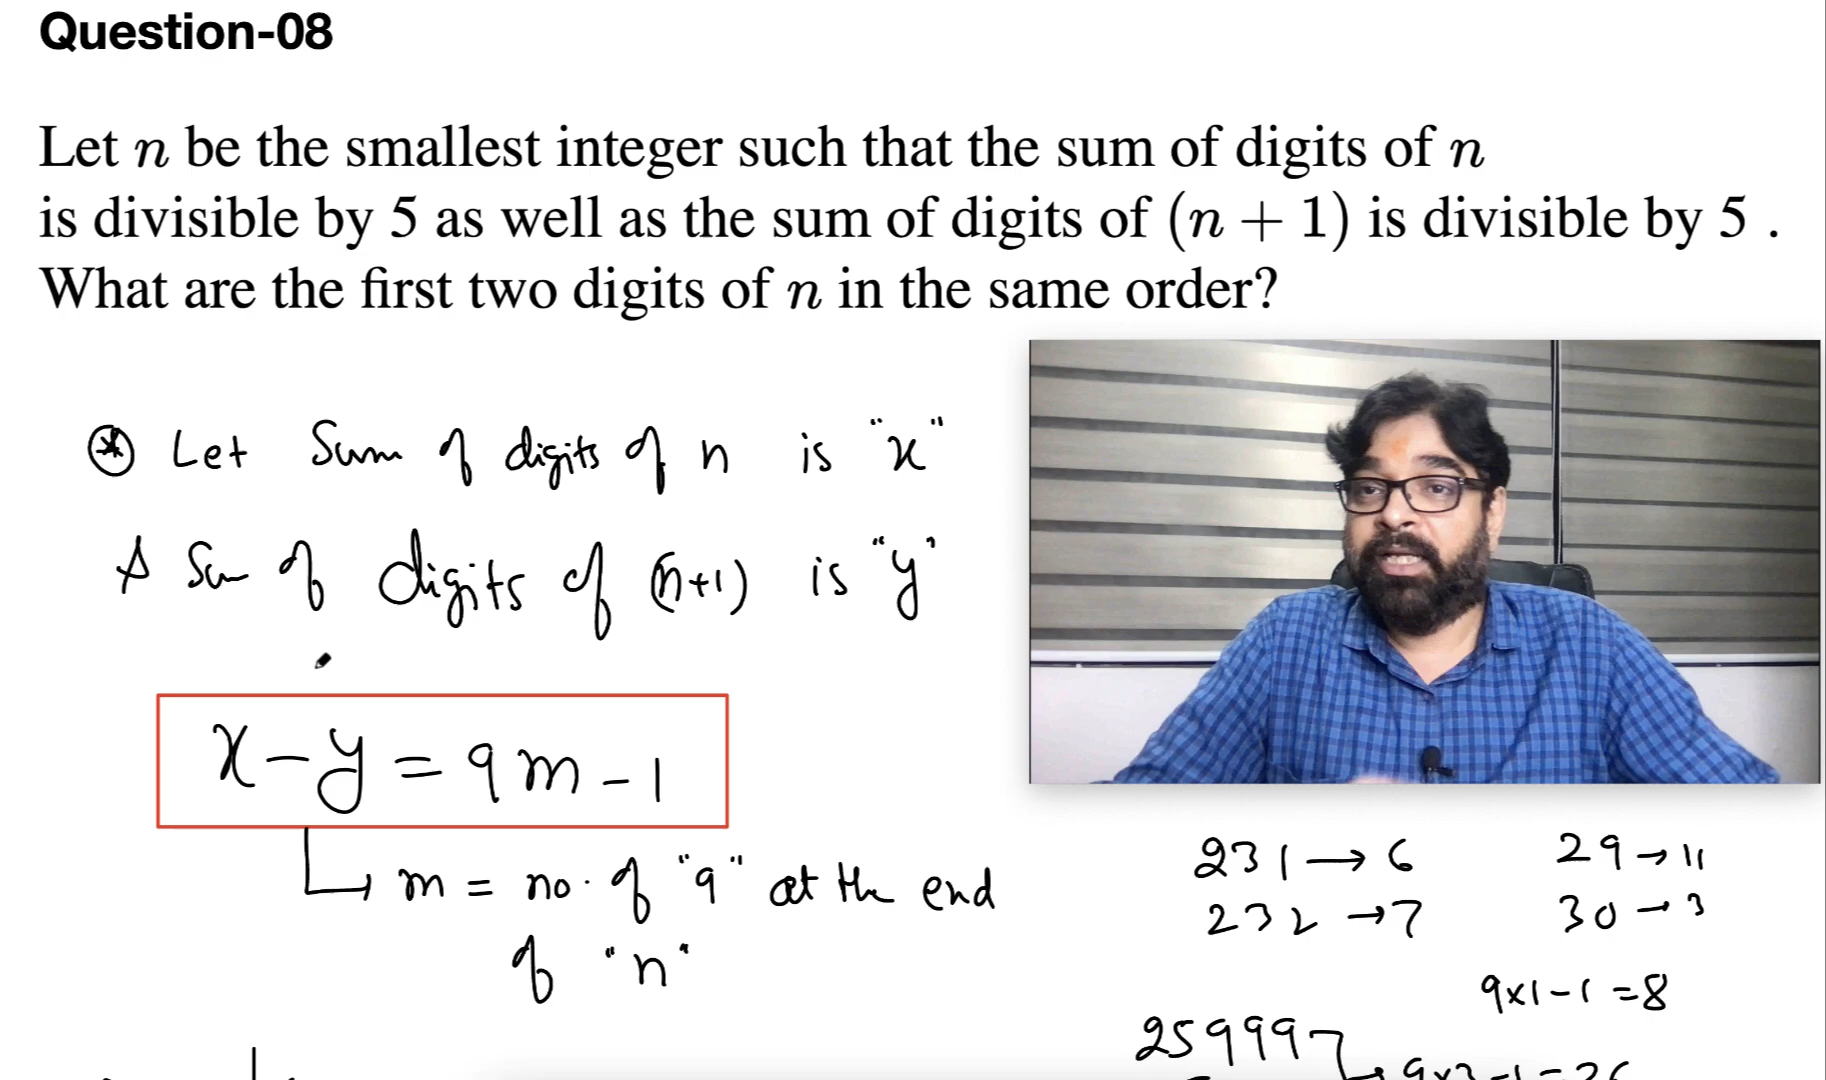 Question-08
Let n be the smallest integer such that the sum of digits of n
is divisible by 5 as well as the sum of digits of (n + 1) is divisible by 5 .
What are the first two digits of n in the same order?
Let Sum of digits of n is "x"
& Sum of digits of (n+1) is "y"
x - y = 9m - 1
m = no. of "9" at the end
of "n"
231 → 6
232 → 7
29 → 11
30 → 3
9×1-1 = 8
25999
9×3-1=26